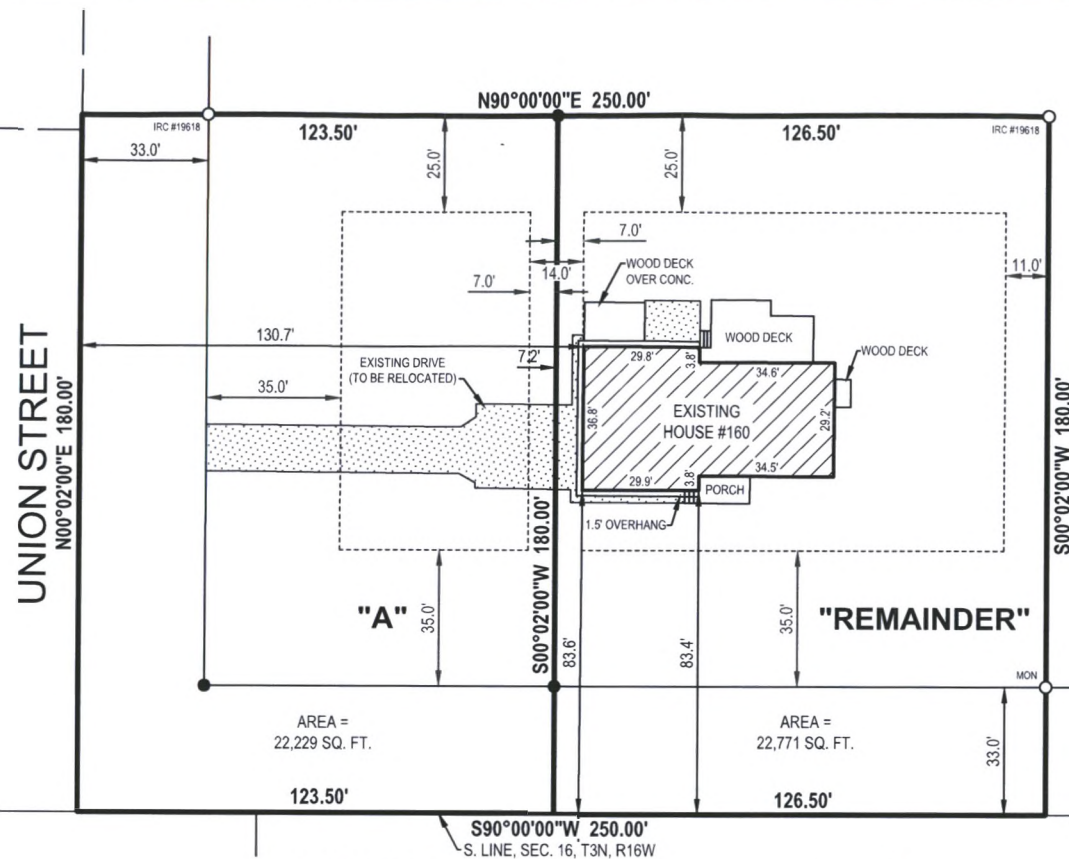 N90°00'00"E 250.00'
IRC #19618
123.50'
126.50'
IRC #19618
33.0'
25.0'
25.0'
7.0'
14.0'
7.0'
11.0'
WOOD DECK
OVER CONC.
130.7'
7.2'
WOOD DECK
WOOD DECK
EXISTING DRIVE
(TO BE RELOCATED)
29.8'
3.8'
34.6'
35.0'
36.8'
EXISTING
HOUSE #160
29.2'
34.5'
29.9'
3.8'
PORCH
1.5' OVERHANG
UNION STREET
N00°02'00"E 180.00'
S00°02'00"W 180.00'
S00°02'00"W 180.00'
"A"
35.0'
83.6'
83.4'
35.0'
"REMAINDER"
MON
AREA =
22,229 SQ. FT.
AREA =
22,771 SQ. FT.
33.0'
123.50'
126.50'
S90°00'00"W 250.00'
S. LINE, SEC. 16, T3N, R16W